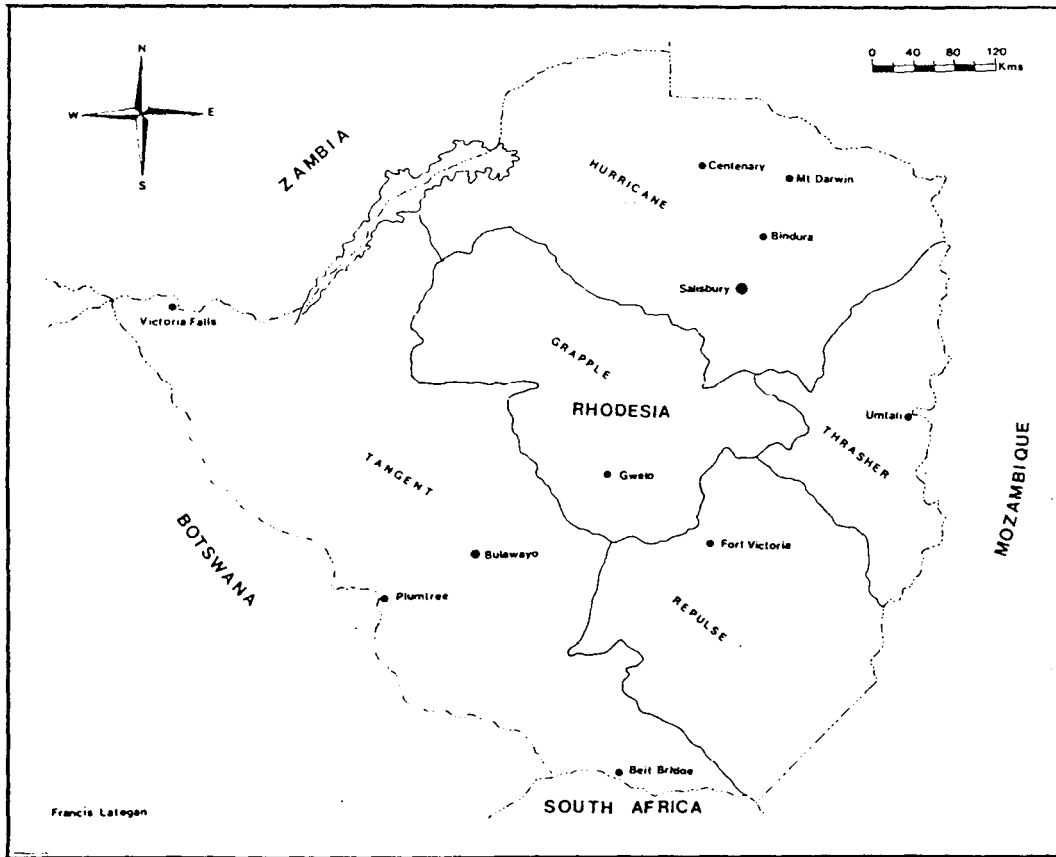 N
W
E
S
0 40 80 120
Kms
ZAMBIA
HURRICANE
Centenary
Mt Darwin
Bindura
Salisbury
Victoria Falls
GRAPPLE
RHODESIA
Umtali
THRASHER
MOZAMBIQUE
TANGENT
Gwelo
BOTSWANA
Bulawayo
Fort Victoria
Plumtree
REPULSE
Beit Bridge
SOUTH AFRICA
Francis Lategan